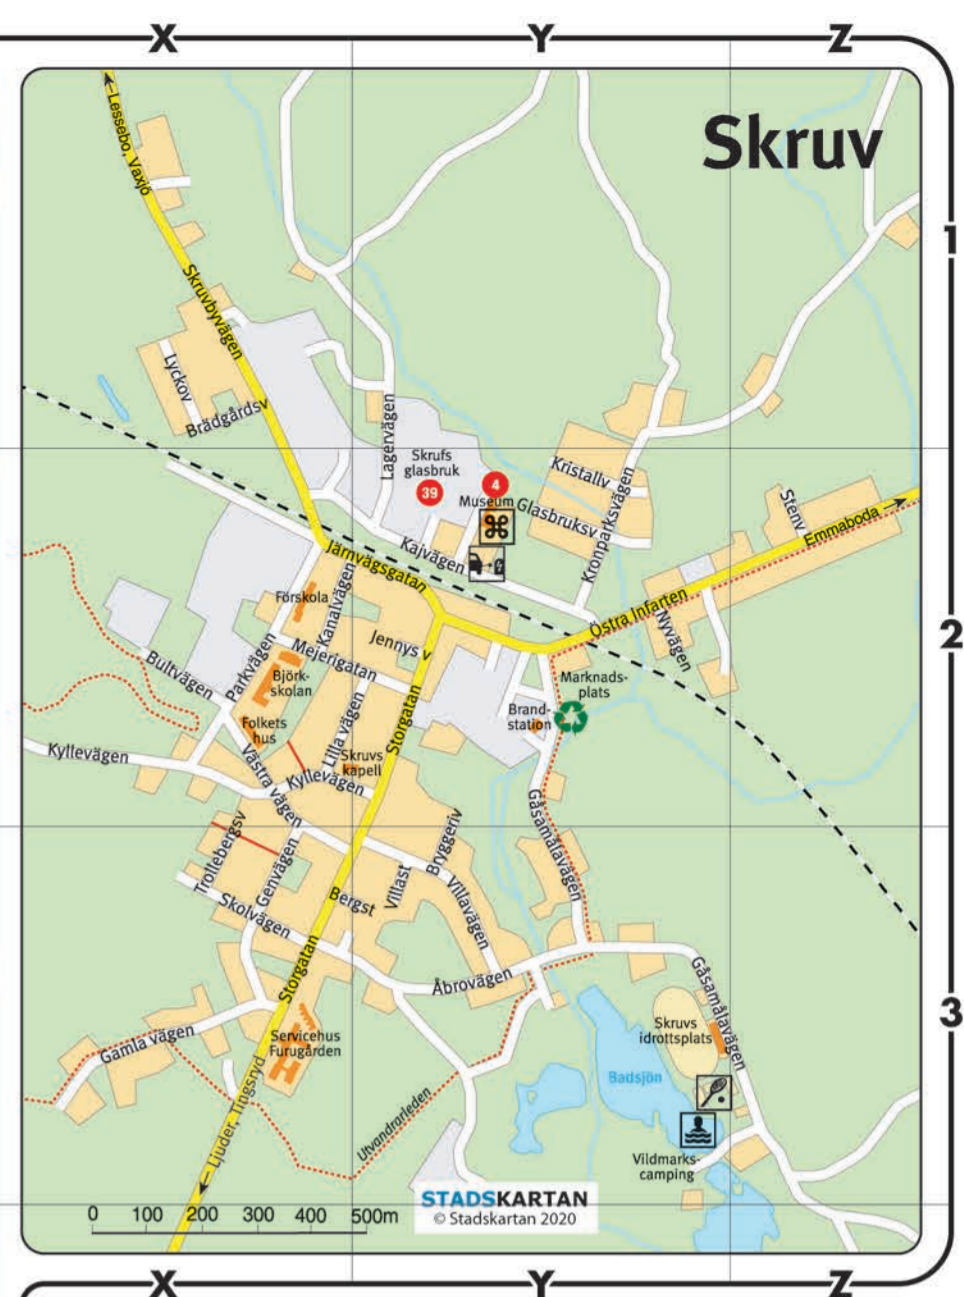 X
Y
Z
Skruv
1
2
3
Lessebo, Växjö
Skruvbyvägen
Lyckov
Brädgårdsv
Lagervägen
Skrufs
glasbruk
39
4
Museum
Kristallv
Glasbruksv
Kronparksvägen
Stenv
Emmaboda
Kajvägen
Järnvägsgatan
Östra Infarten
Nyvägen
Förskola
Kanalvägen
Jennys v
Mejerigatan
Parkvägen
Bultvägen
Björk-
skolan
Folkets
hus
Lilla vägen
Storgatan
Marknads-
plats
Brand-
station
Kyllevägen
Västra vägen
Kyllevägen
Skruvs
kapell
Gåsamålavägen
Trollebergsv
Genvägen
Skolvägen
Bergst
Villast
Bryggeriv
Villavägen
Åbrovägen
Storgatan
Gamla vägen
Servicehus
Furugården
Gåsamålavägen
Skruvs
idrottsplats
Badsjön
Utvandrarleden
Ljuder, Tingsryd
Vildmarks-
camping
STADSKARTAN
© Stadskartan 2020
0 100 200 300 400 500m
X
Y
Z